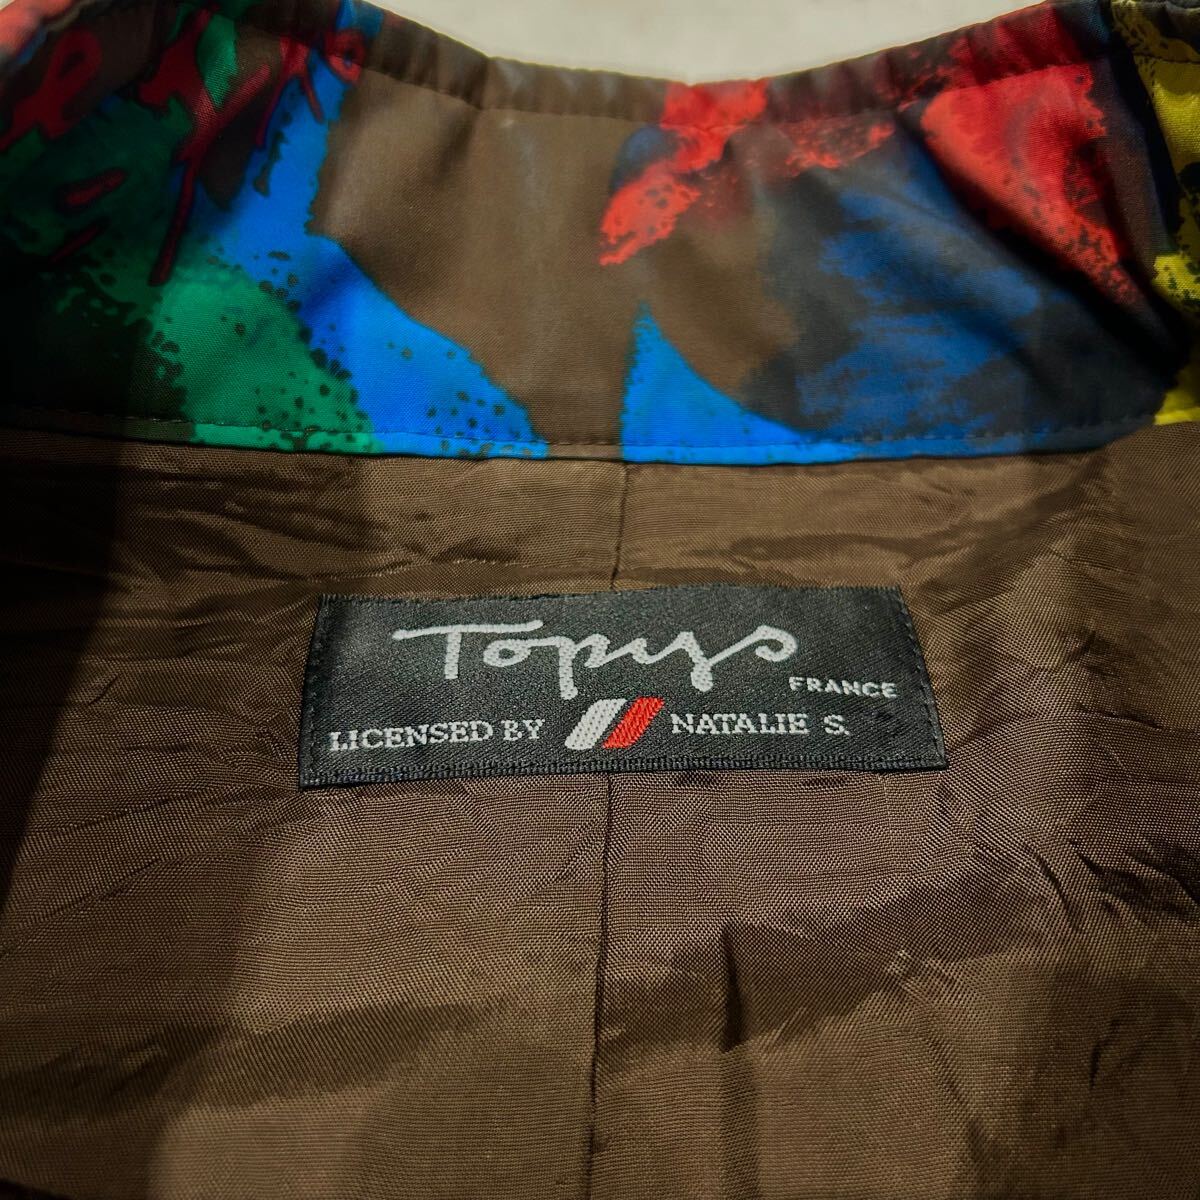 Topys
FRANCE
LICENSED BY NATALIE S.